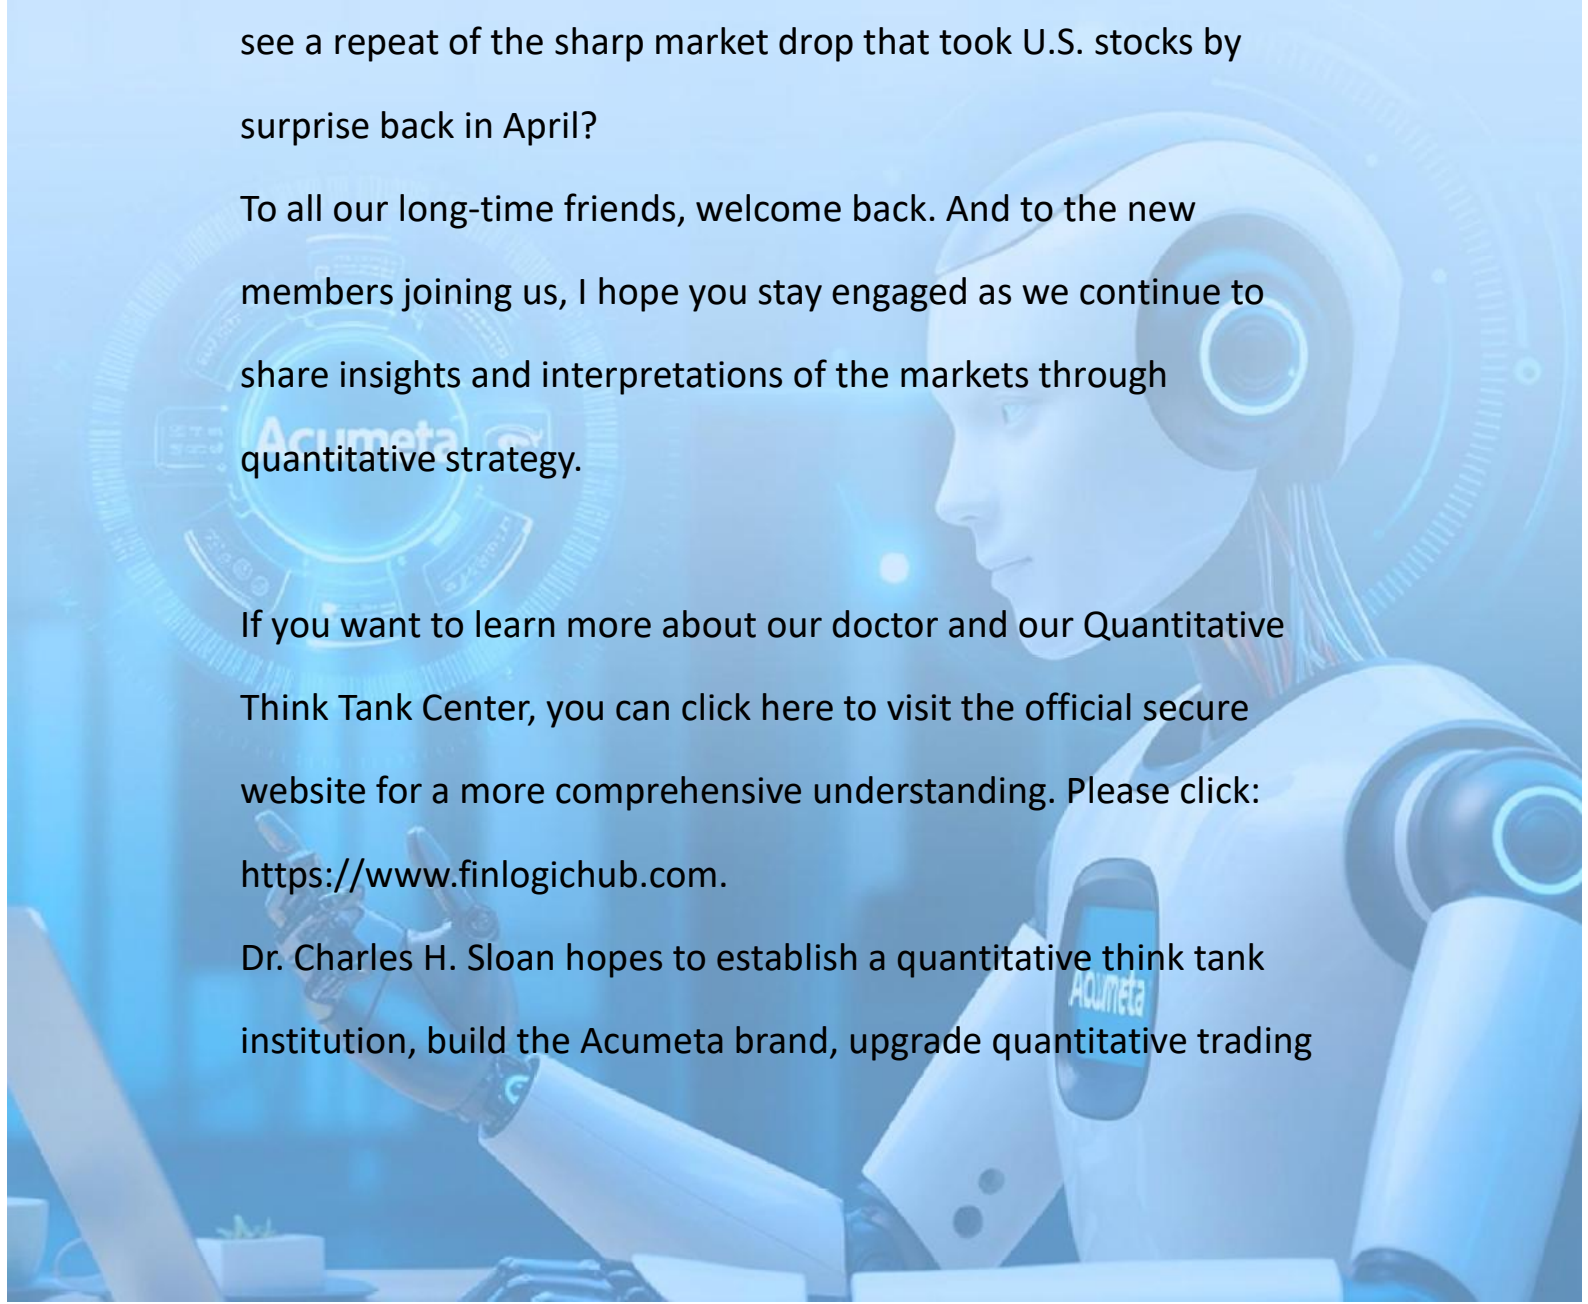 see a repeat of the sharp market drop that took U.S. stocks by
surprise back in April?
To all our long-time friends, welcome back. And to the new
members joining us, I hope you stay engaged as we continue to
share insights and interpretations of the markets through
Acumeta
quantitative strategy.
If you want to learn more about our doctor and our Quantitative
Think Tank Center, you can click here to visit the official secure
website for a more comprehensive understanding. Please click:
https://www.finlogichub.com.
Dr. Charles H. Sloan hopes to establish a quantitative think tank
Acumeta
institution, build the Acumeta brand, upgrade quantitative trading